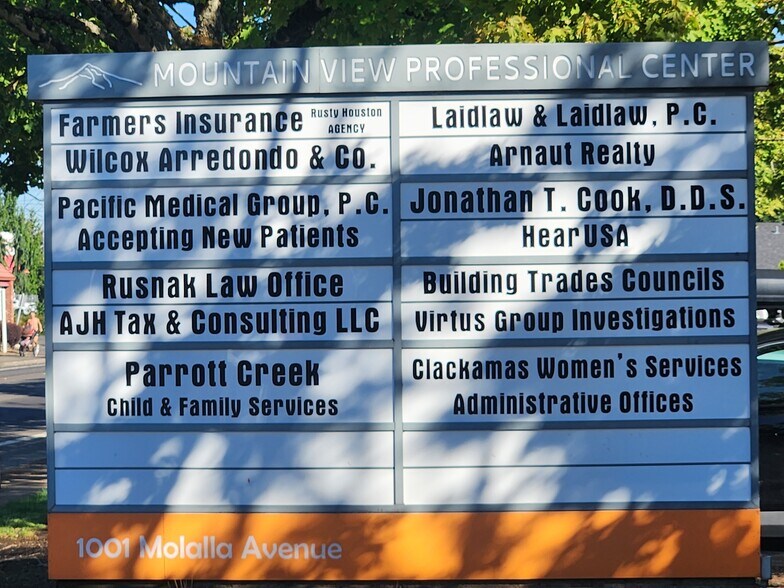 MOUNTAIN VIEW PROFESSIONAL CENTER
Farmers Insurance Rusty Houston
AGENCY
Wilcox Arredondo & Co.
Pacific Medical Group, P.C.
Accepting New Patients
Rusnak Law Office
AJH Tax & Consulting LLC
Parrott Creek
Child & Family Services
Laidlaw & Laidlaw, P.C.
Arnaut Realty
Jonathan T. Cook, D.D.S.
HearUSA
Building Trades Councils
Virtus Group Investigations
Clackamas Women's Services
Administrative Offices
1001 Molalla Avenue